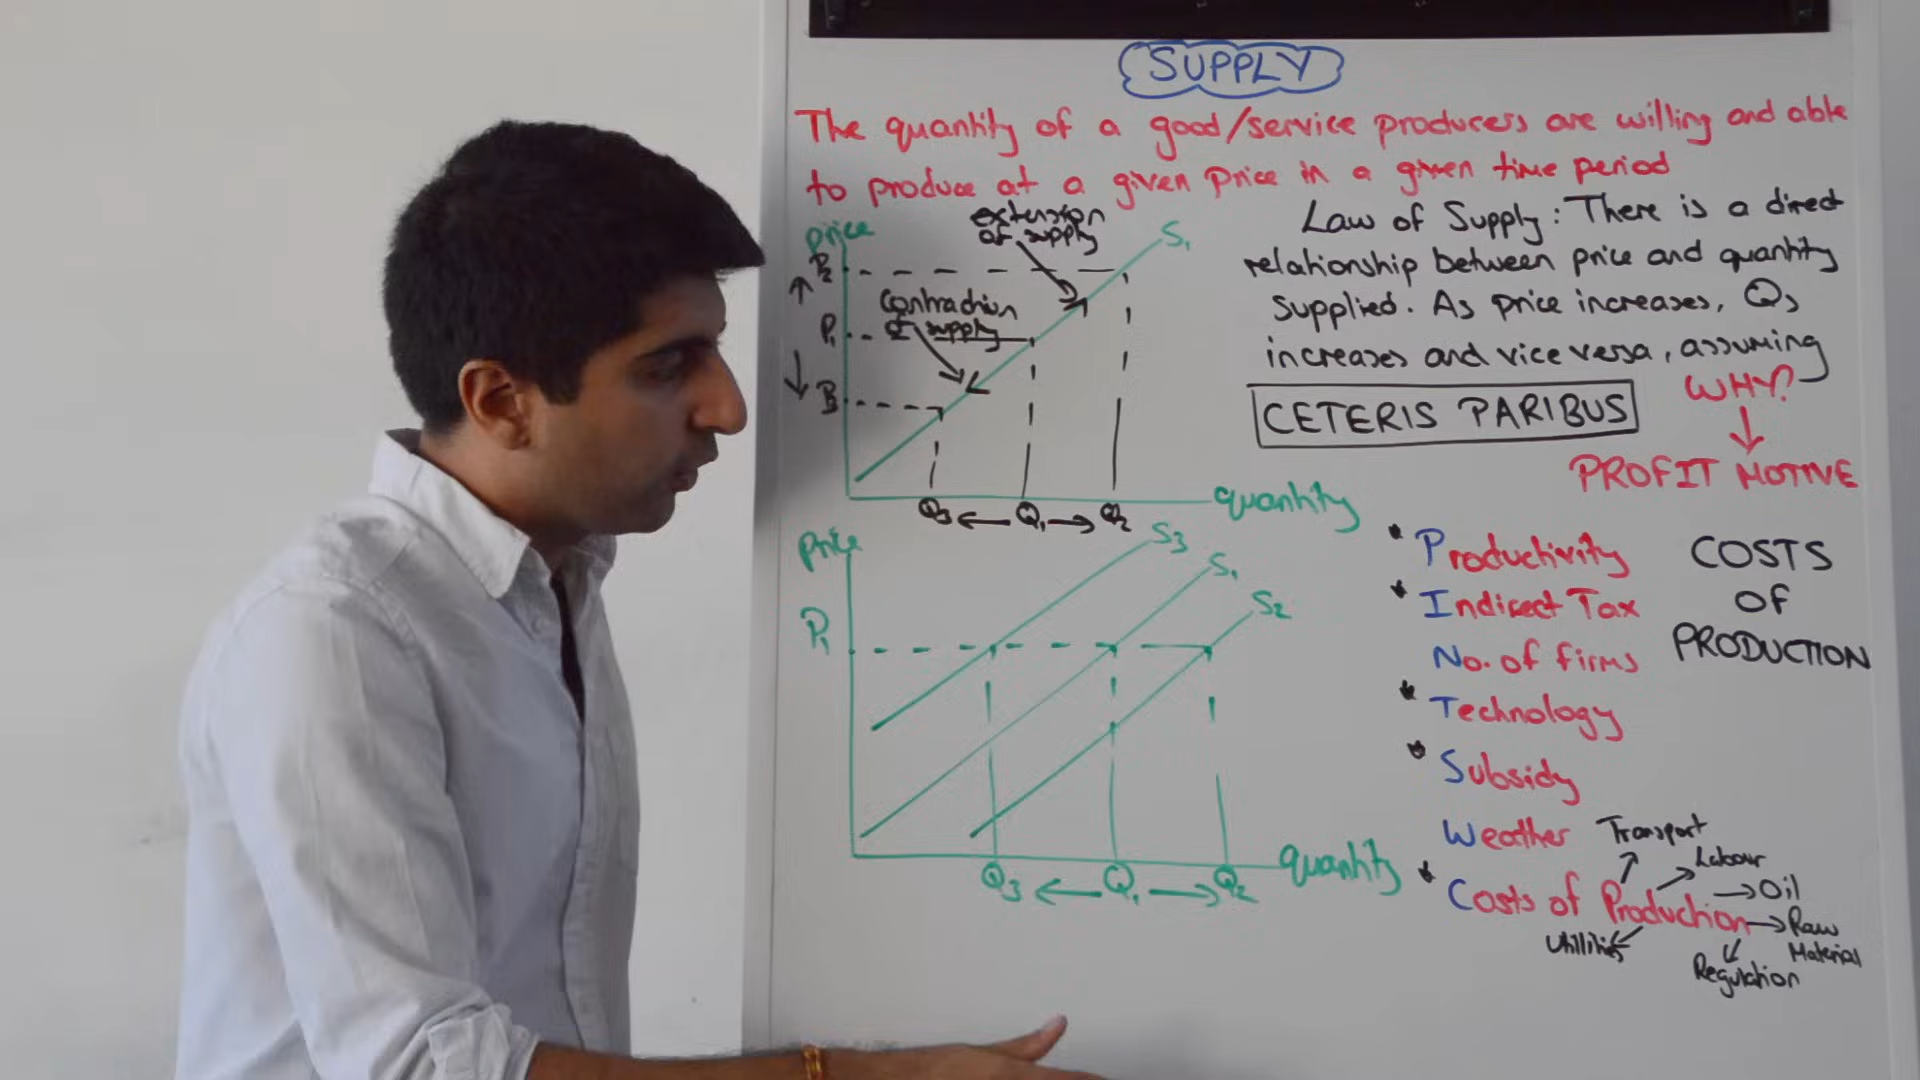 SUPPLY
The quantity of a good/service producers are willing and able
to produce at a given price in a given time period
price
extension
of supply
S1
P2
contraction
of supply
P1
P3
Q3 ← Q1 → Q2
quantity
Law of Supply: There is a direct
relationship between price and quantity
supplied. As price increases, Qs
increases and vice versa, assuming
CETERIS PARIBUS
WHY?
PROFIT MOTIVE
price
S3
S1
S2
P1
Q3 ← Q1 → Q2
quantity
* Productivity
* Indirect Tax
No. of firms
* Technology
* Subsidy
Weather
* Costs of Production
COSTS
OF
PRODUCTION
Transport
Labour
Oil
Raw
Material
Regulation
Utillities